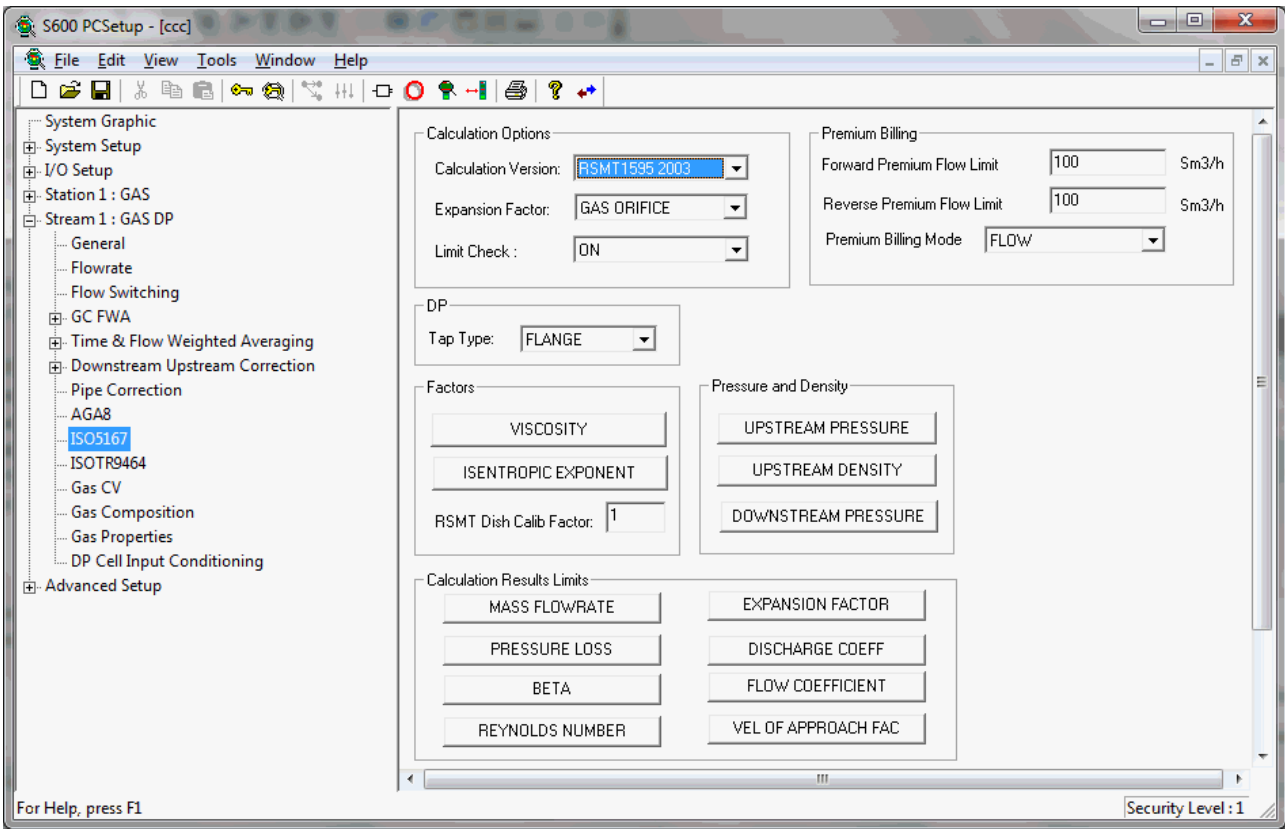 S600 PCSetup - [ccc]
File Edit View Tools Window Help
System Graphic
System Setup
I/O Setup
Station 1 : GAS
Stream 1 : GAS DP
General
Flowrate
Flow Switching
GC FWA
Time & Flow Weighted Averaging
Downstream Upstream Correction
Pipe Correction
AGA8
ISO5167
ISOTR9464
Gas CV
Gas Composition
Gas Properties
DP Cell Input Conditioning
Advanced Setup
Calculation Options
Calculation Version: RSMT1595 2003
Expansion Factor: GAS ORIFICE
Limit Check : ON
Premium Billing
Forward Premium Flow Limit 100 Sm3/h
Reverse Premium Flow Limit 100 Sm3/h
Premium Billing Mode FLOW
DP
Tap Type: FLANGE
Factors
VISCOSITY
ISENTROPIC EXPONENT
RSMT Dish Calib Factor: 1
Pressure and Density
UPSTREAM PRESSURE
UPSTREAM DENSITY
DOWNSTREAM PRESSURE
Calculation Results Limits
MASS FLOWRATE EXPANSION FACTOR
PRESSURE LOSS DISCHARGE COEFF
BETA FLOW COEFFICIENT
REYNOLDS NUMBER VEL OF APPROACH FAC
For Help, press F1 Security Level : 1